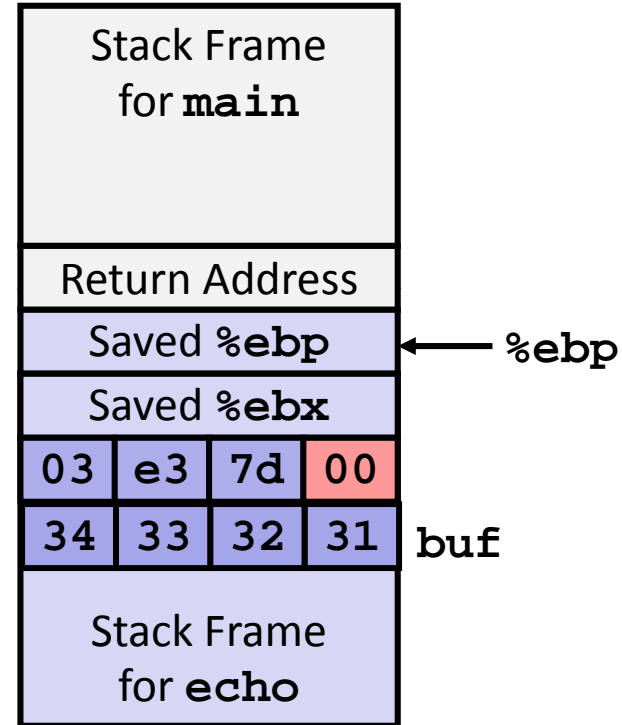 Stack Frame
for main
Return Address
Saved %ebp
%ebp
Saved %ebx
03 e3 7d 00
34 33 32 31 buf
Stack Frame
for echo